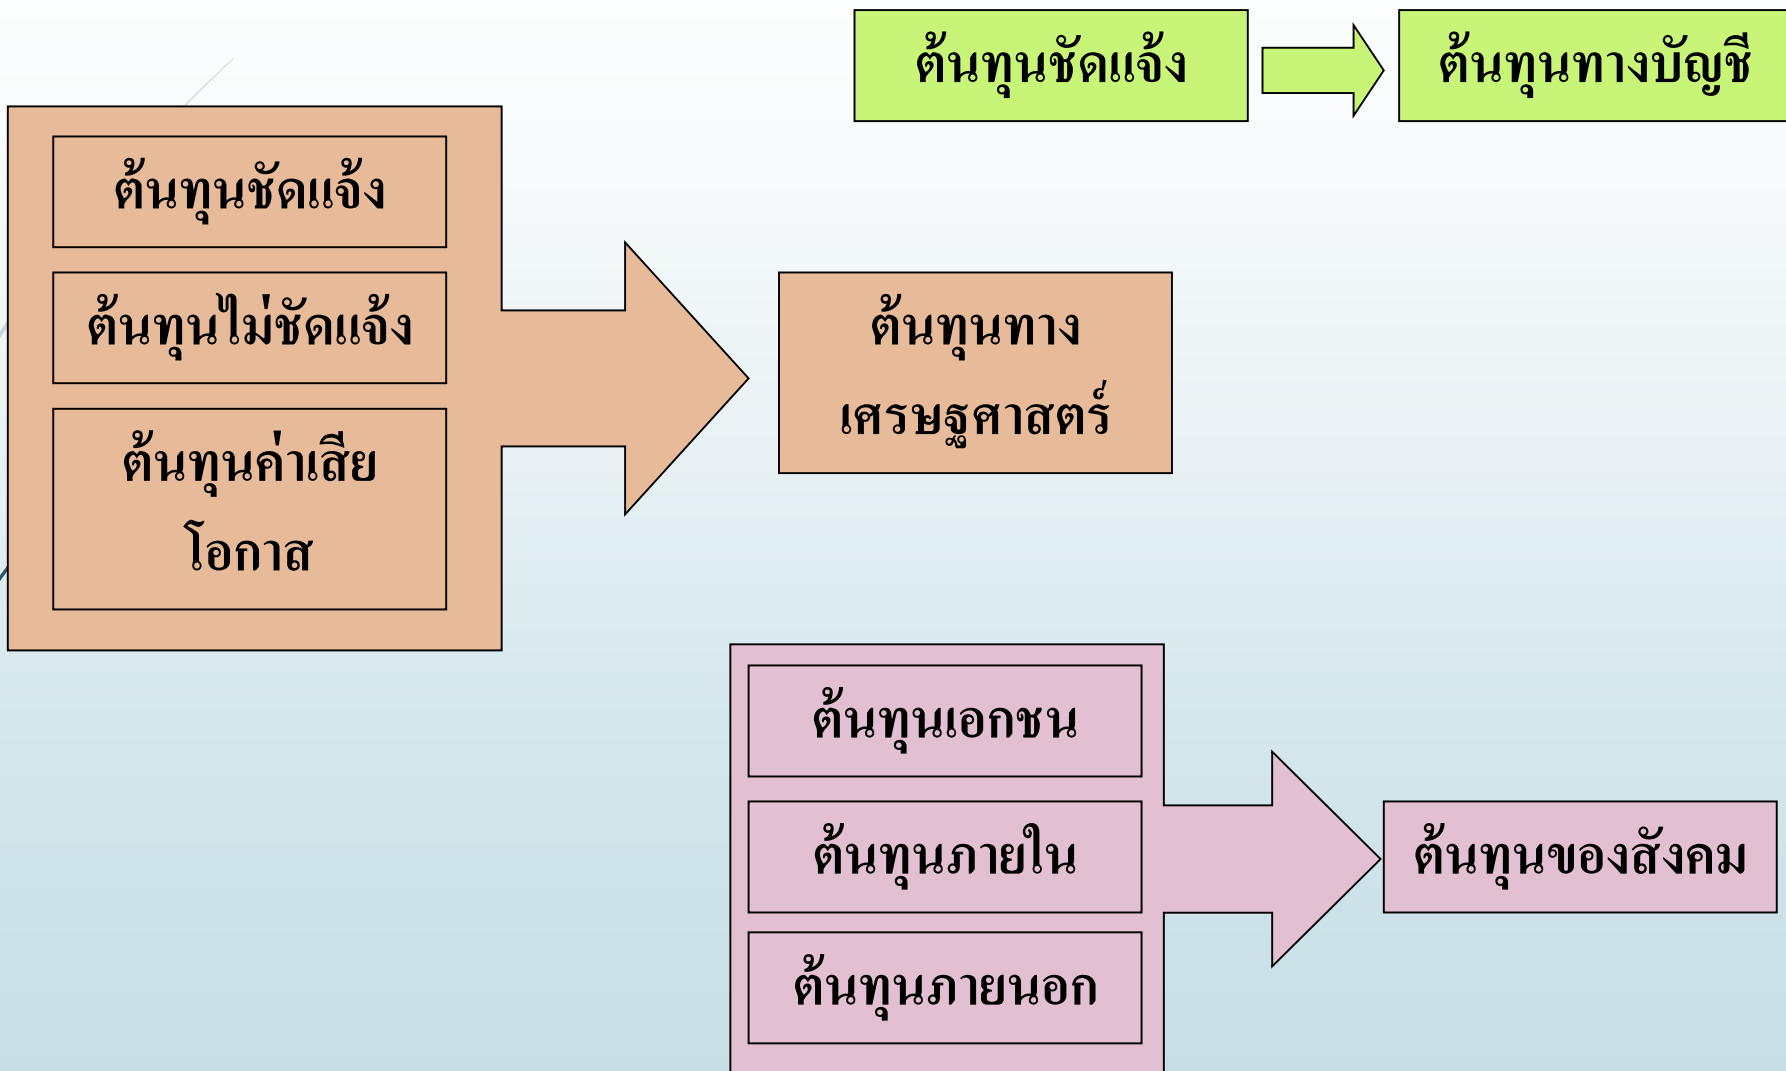 ต้นทุนชัดแจ้ง
ต้นทุนทางบัญชี
ต้นทุนชัดแจ้ง
ต้นทุนไม่ชัดแจ้ง
ต้นทุนค่าเสีย
โอกาส
ต้นทุนทาง
เศรษฐศาสตร์
ต้นทุนเอกชน
ต้นทุนภายใน
ต้นทุนภายนอก
ต้นทุนของสังคม